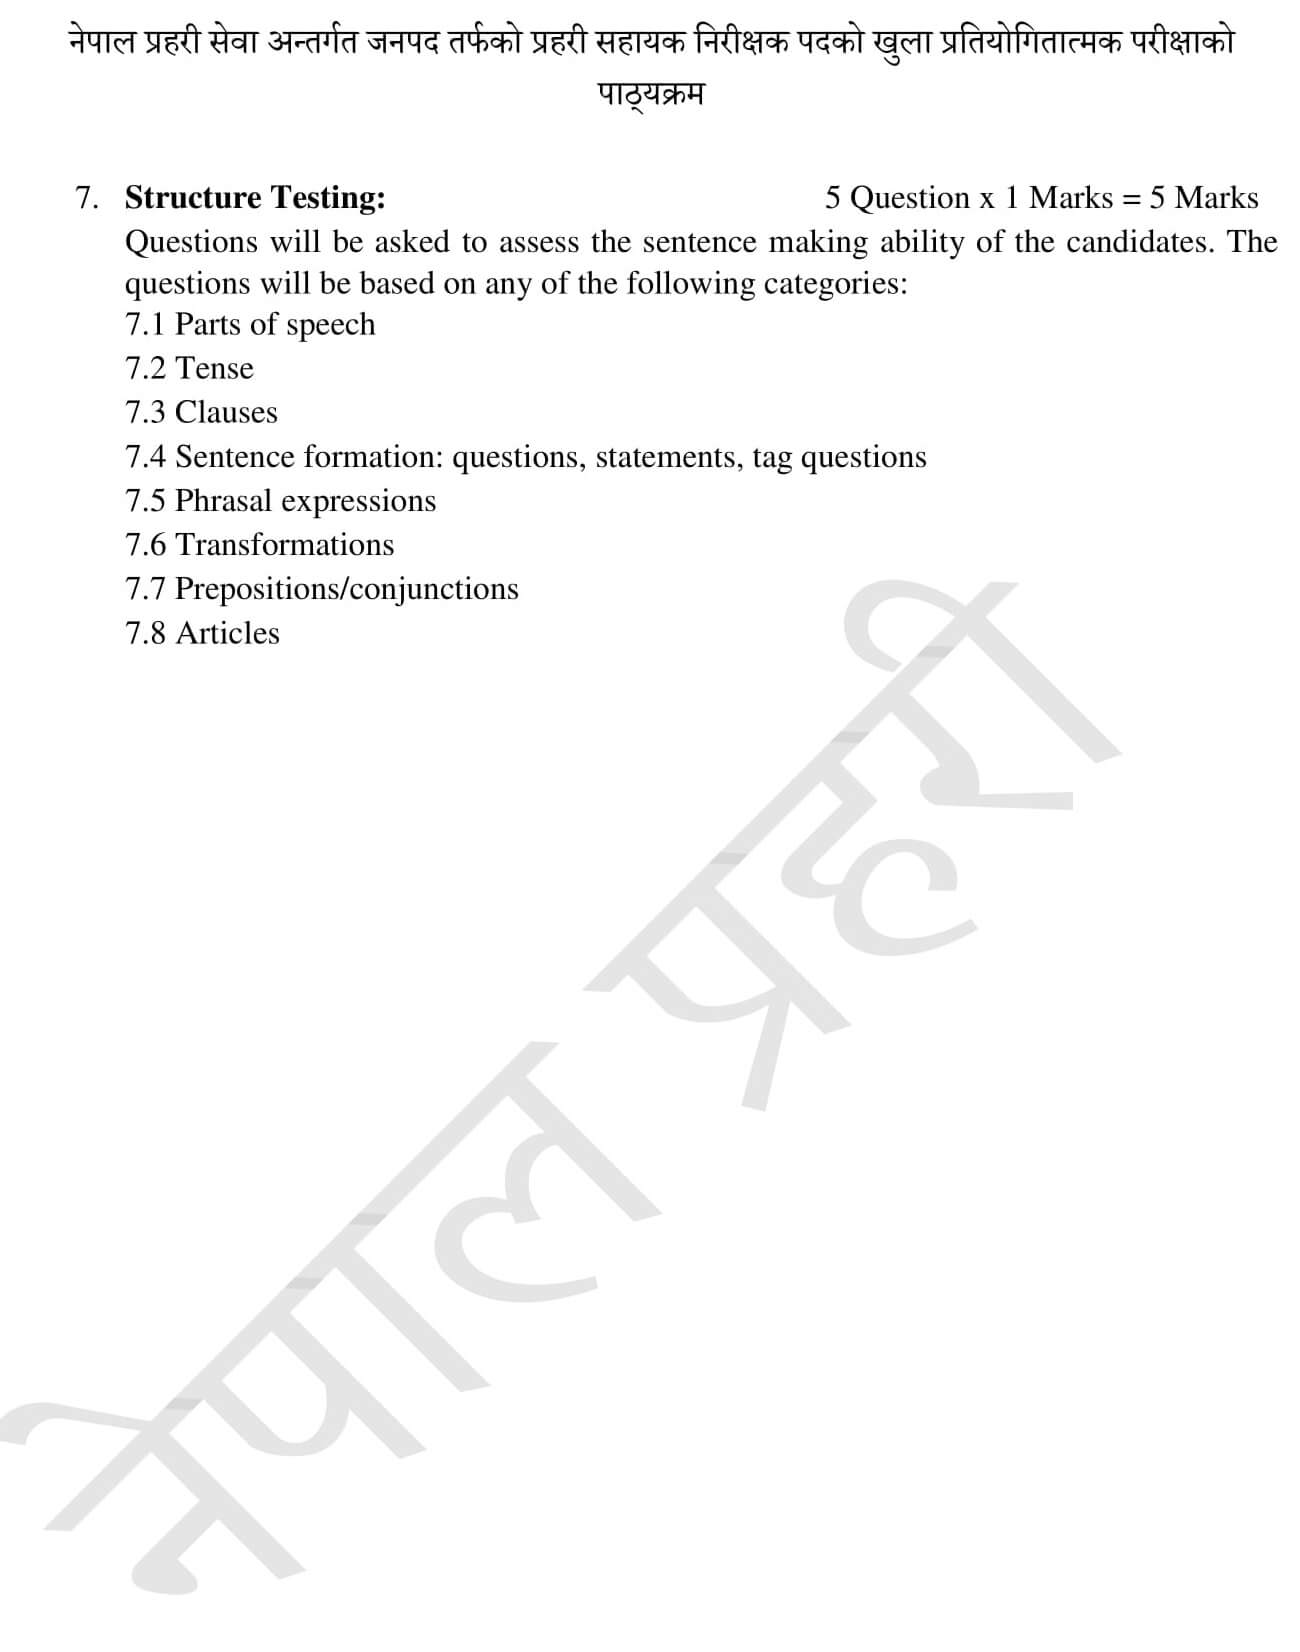 नेपाल प्रहरी सेवा अन्तर्गत जनपद तर्फको प्रहरी सहायक निरीक्षक पदको खुला प्रतियोगितात्मक परीक्षाको
पाठ्यक्रम
7. Structure Testing: 5 Question x 1 Marks = 5 Marks
Questions will be asked to assess the sentence making ability of the candidates. The
questions will be based on any of the following categories:
7.1 Parts of speech
7.2 Tense
7.3 Clauses
7.4 Sentence formation: questions, statements, tag questions
7.5 Phrasal expressions
7.6 Transformations
7.7 Prepositions/conjunctions
7.8 Articles
नेपाल प्रहरी